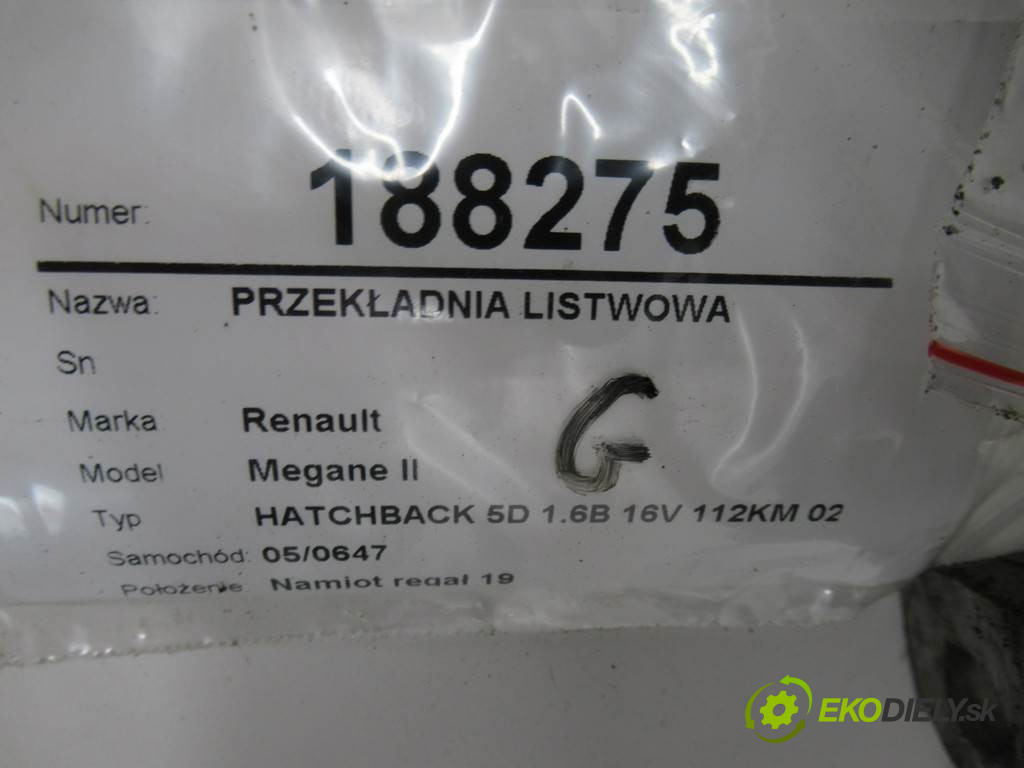 Numer: 188275
Nazwa: PRZEKŁADNIA LISTWOWA
Sn
Marka Renault
G
Model Megane II
Typ HATCHBACK 5D 1.6B 16V 112KM 02
Samochód: 05/0647
Położenie: Namiot regał 19
EKODIELY.sk